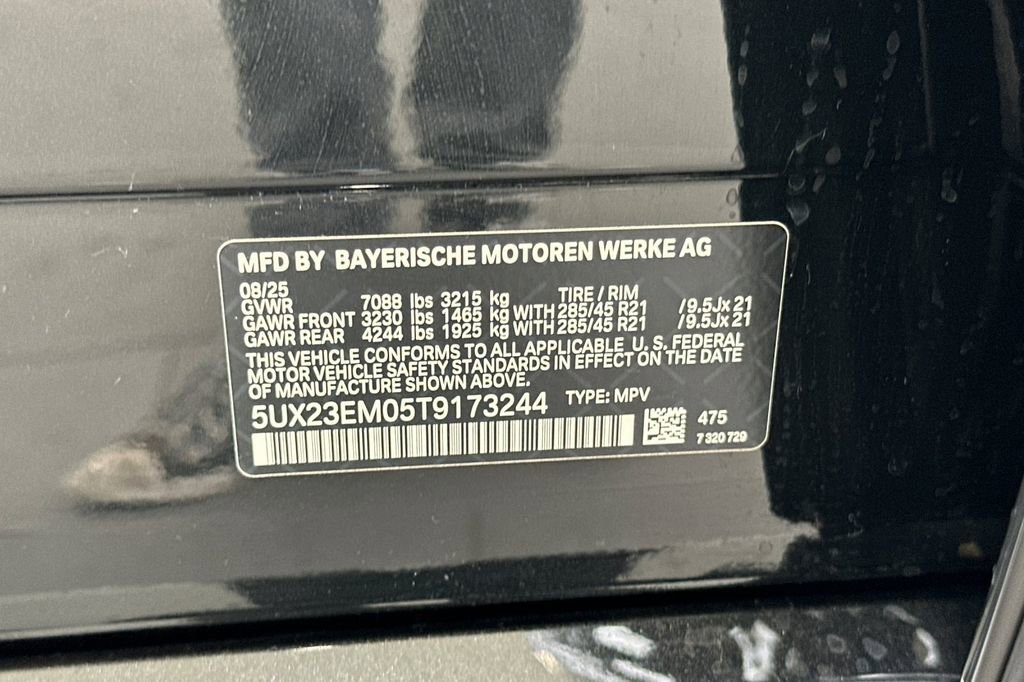 MFD BY BAYERISCHE MOTOREN WERKE AG
08/25
GVWR 7088 lbs 3215 kg TIRE / RIM
GAWR FRONT 3230 lbs 1465 kg WITH 285/45 R21 /9.5Jx21
GAWR REAR 4244 lbs 1925 kg WITH 285/45 R21 /9.5Jx21
THIS VEHICLE CONFORMS TO ALL APPLICABLE U.S. FEDERAL
MOTOR VEHICLE SAFETY STANDARDS IN EFFECT ON THE DATE
OF MANUFACTURE SHOWN ABOVE.
5UX23EM05T9173244 TYPE: MPV
475
7 320 729